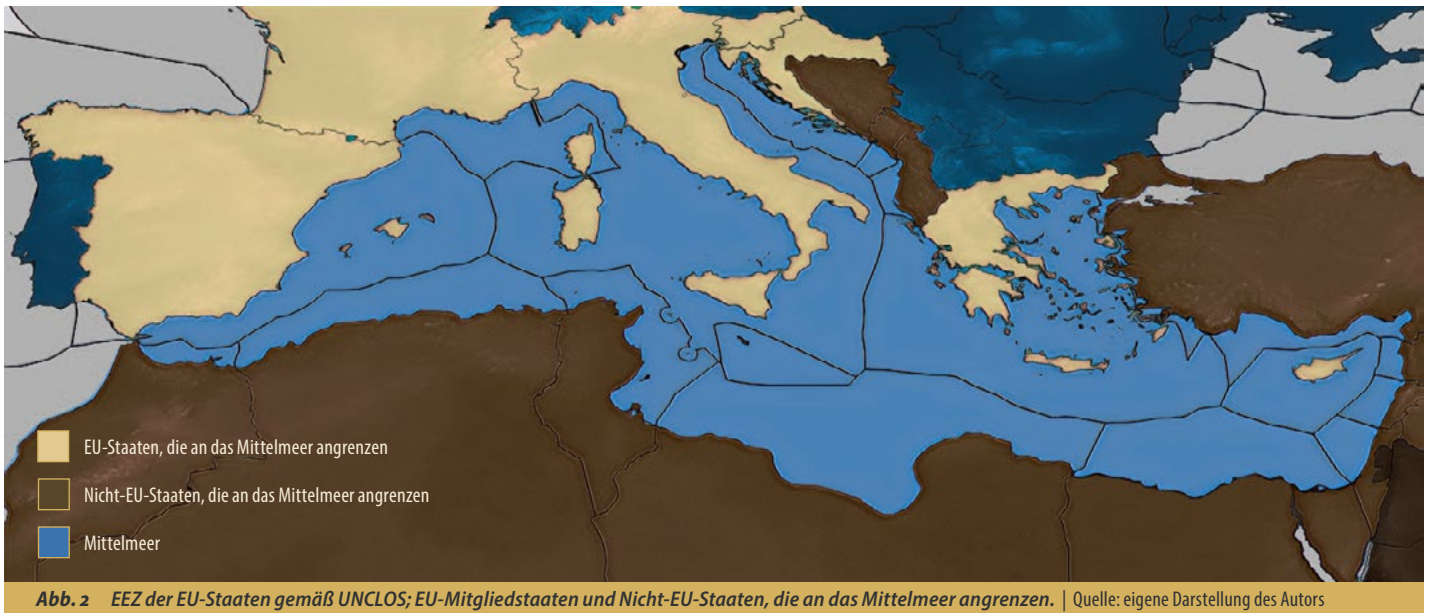 EU-Staaten, die an das Mittelmeer angrenzen
Nicht-EU-Staaten, die an das Mittelmeer angrenzen
Mittelmeer
Abb. 2 EEZ der EU-Staaten gemäß UNCLOS; EU-Mitgliedstaaten und Nicht-EU-Staaten, die an das Mittelmeer angrenzen. | Quelle: eigene Darstellung des Autors